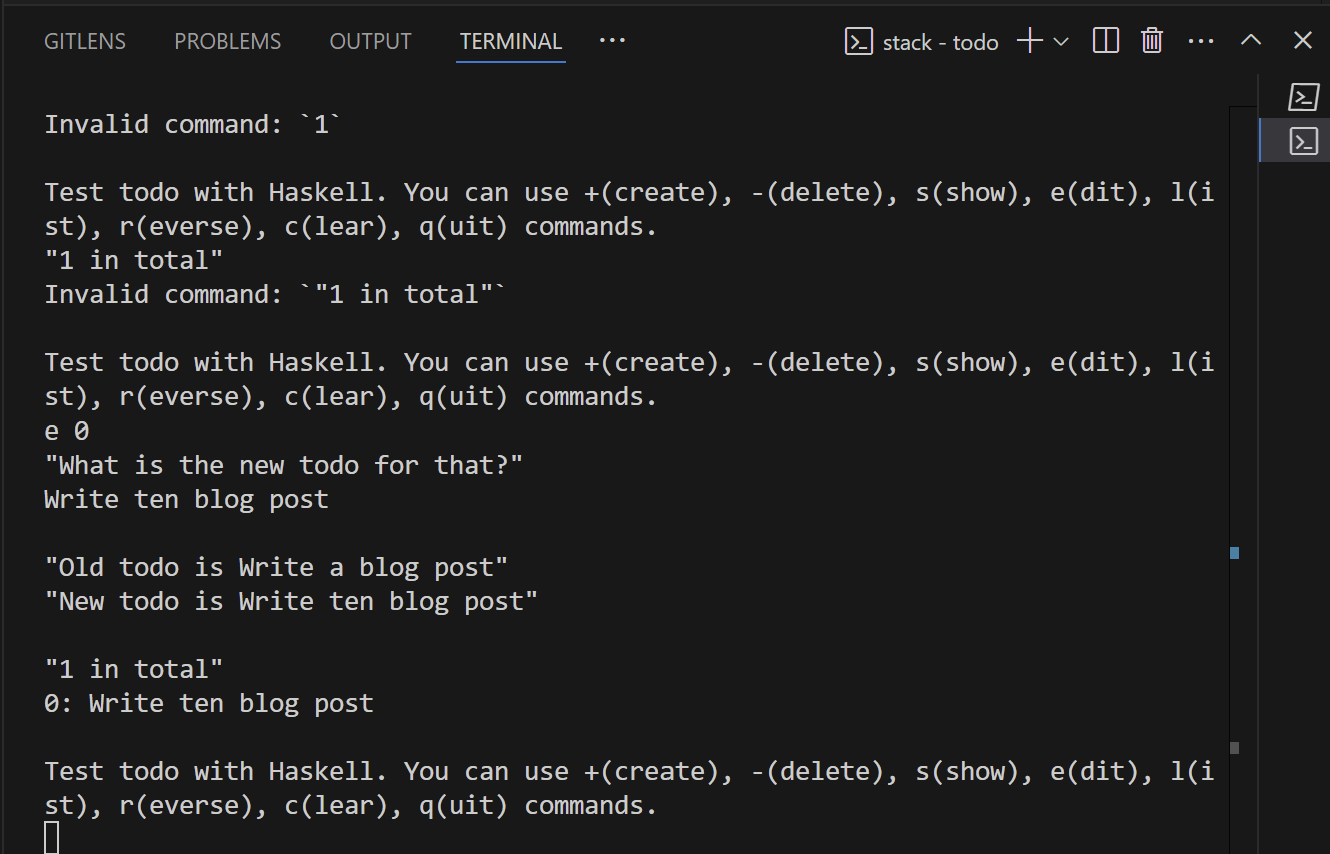 GITLENS PROBLEMS OUTPUT TERMINAL ··· stack - todo ···
Invalid command: `1`
Test todo with Haskell. You can use +(create), -(delete), s(show), e(dit), l(i
st), r(everse), c(lear), q(uit) commands.
"1 in total"
Invalid command: `"1 in total"`
Test todo with Haskell. You can use +(create), -(delete), s(show), e(dit), l(i
st), r(everse), c(lear), q(uit) commands.
e 0
"What is the new todo for that?"
Write ten blog post
"Old todo is Write a blog post"
"New todo is Write ten blog post"
"1 in total"
0: Write ten blog post
Test todo with Haskell. You can use +(create), -(delete), s(show), e(dit), l(i
st), r(everse), c(lear), q(uit) commands.